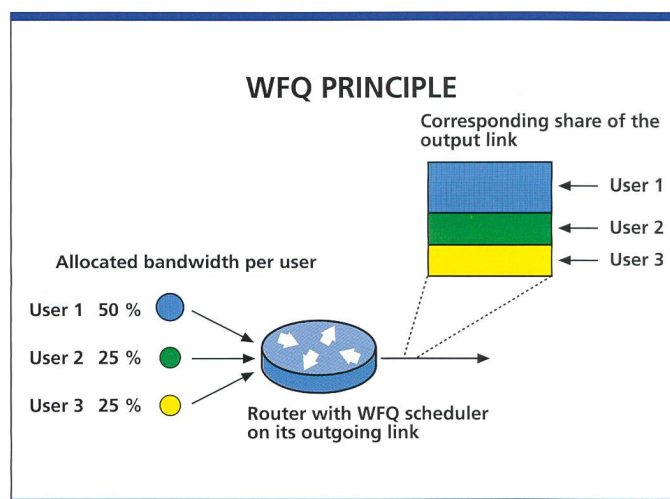 WFQ PRINCIPLE
Corresponding share of the
output link
User 1
User 2
User 3
Allocated bandwidth per user
User 1 50 %
User 2 25 %
User 3 25 %
Router with WFQ scheduler
on its outgoing link